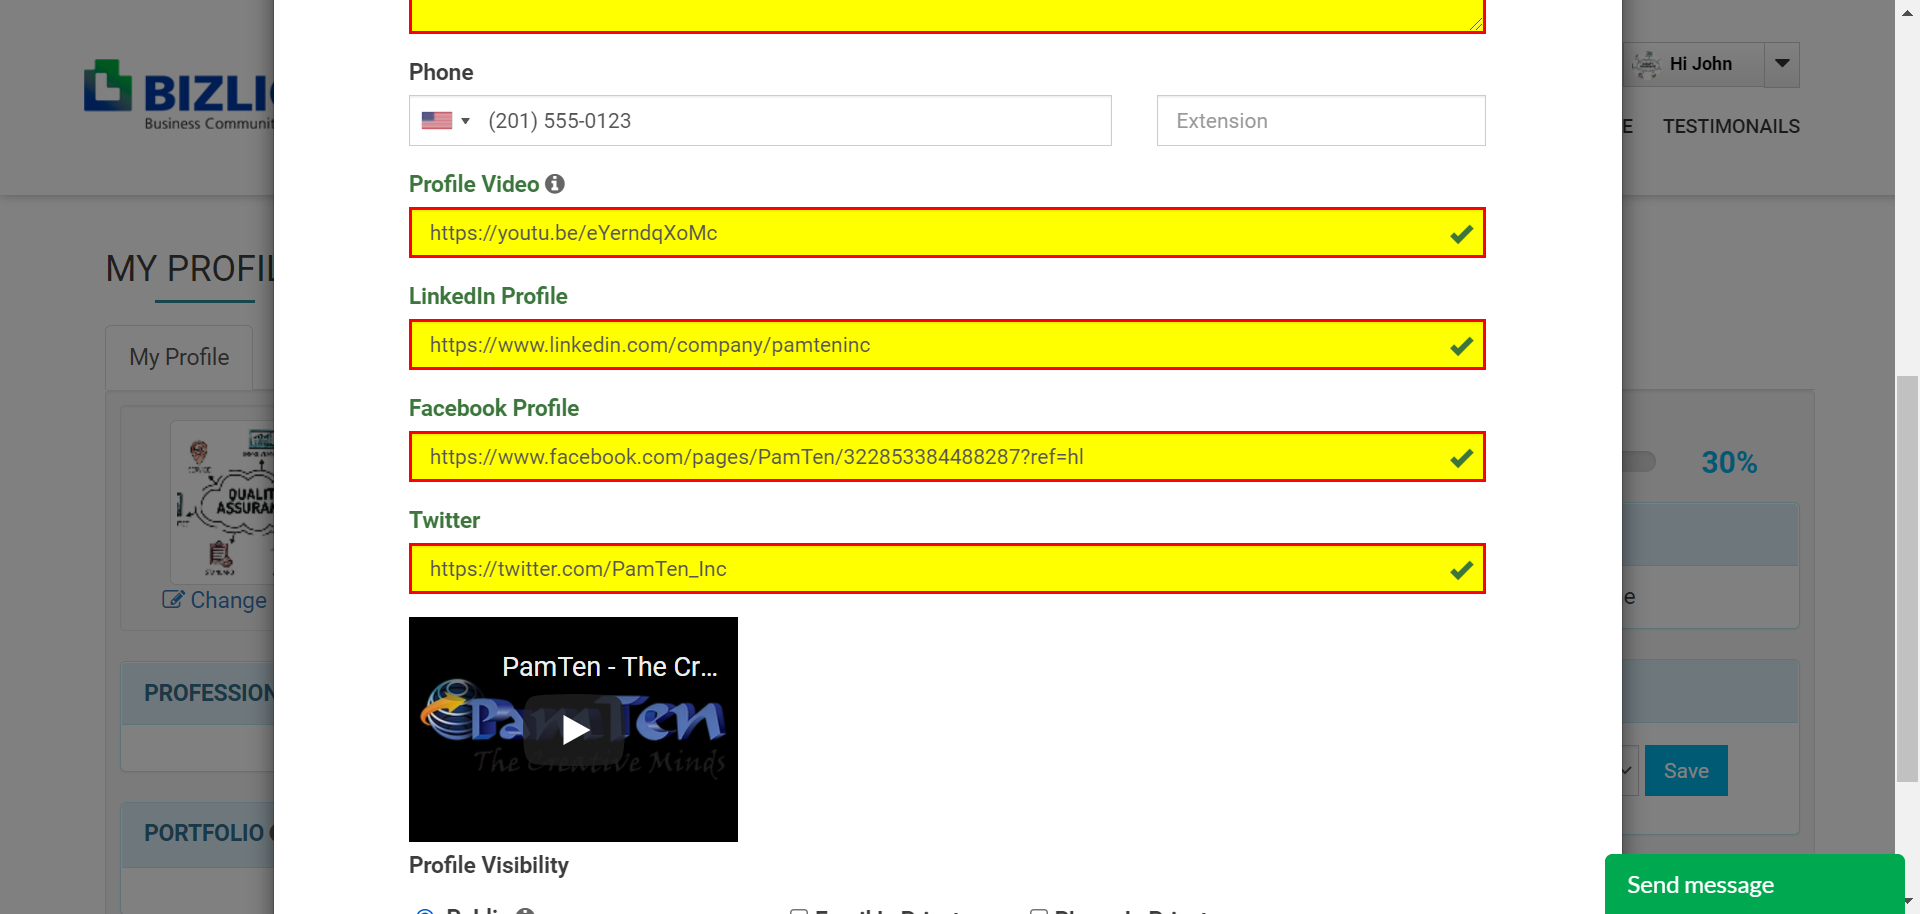 Phone
(201) 555-0123
Extension
Profile Video
https://youtu.be/eYerndqXoMc
LinkedIn Profile
https://www.linkedin.com/company/pamteninc
Facebook Profile
https://www.facebook.com/pages/PamTen/322853384488287?ref=hl
Twitter
https://twitter.com/PamTen_Inc
PamTen - The Cr...
PamTen
The Creative Minds
Profile Visibility
BIZLI
Business Communit
Hi John
E
TESTIMONAILS
MY PROFIL
My Profile
QUALIT
ASSURAN
Change
PROFESSION
PORTFOLIO
30%
e
Save
Send message